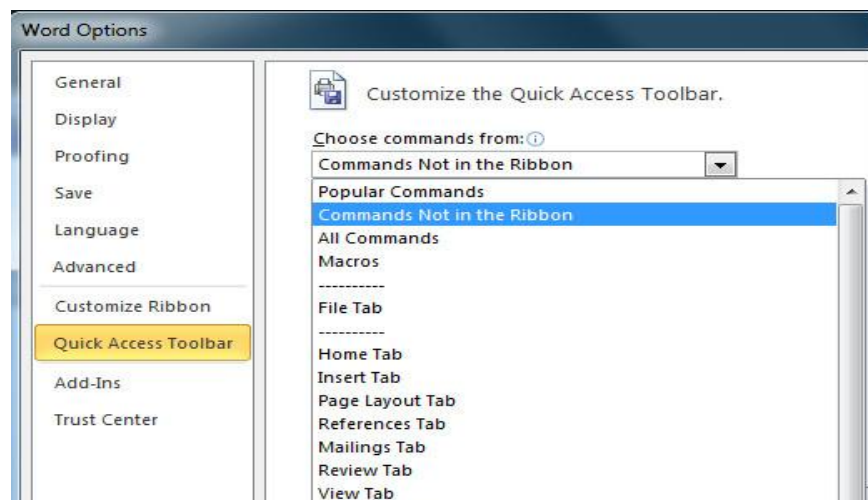 Word Options
General
Display
Proofing
Save
Language
Advanced
Customize Ribbon
Quick Access Toolbar
Add-Ins
Trust Center
Customize the Quick Access Toolbar.
Choose commands from:
Commands Not in the Ribbon
Popular Commands
Commands Not in the Ribbon
All Commands
Macros
----------
File Tab
----------
Home Tab
Insert Tab
Page Layout Tab
References Tab
Mailings Tab
Review Tab
View Tab